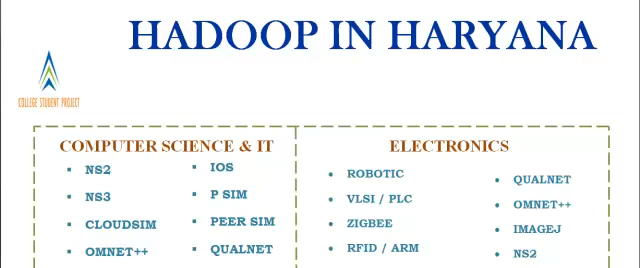 HADOOP IN HARYANA
COLLEGE STUDENT PROJECT
COMPUTER SCIENCE & IT
NS2
NS3
CLOUDSIM
OMNET++
IOS
P SIM
PEER SIM
QUALNET
ELECTRONICS
ROBOTIC
VLSI / PLC
ZIGBEE
RFID / ARM
QUALNET
OMNET++
IMAGEJ
NS2